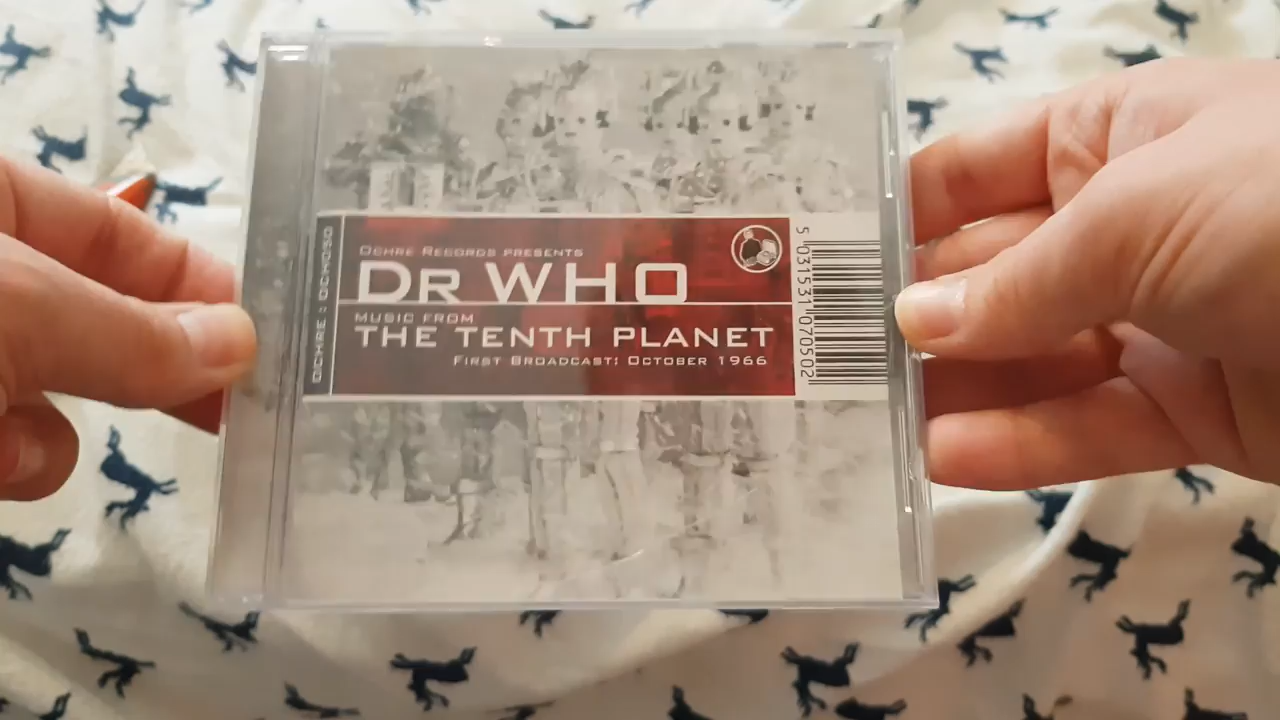 OCHRE : OCH050
OCHRE RECORDS PRESENTS
DR WHO
MUSIC FROM
THE TENTH PLANET
FIRST BROADCAST: OCTOBER 1966
5 031531 070502